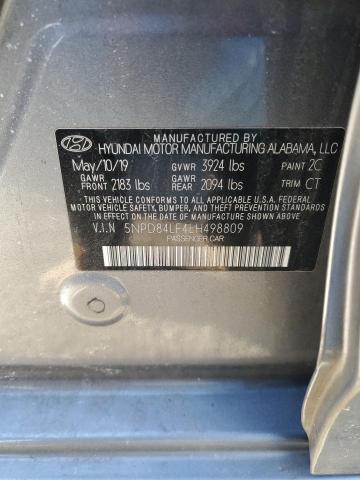 MANUFACTURED BY
HYUNDAI MOTOR MANUFACTURING ALABAMA, LLC
May/10/19 GVWR 3924 lbs PAINT 2C
GAWR FRONT 2183 lbs GAWR REAR 2094 lbs TRIM CT
THIS VEHICLE CONFORMS TO ALL APPLICABLE U.S.A. FEDERAL
MOTOR VEHICLE SAFETY, BUMPER, AND THEFT PREVENTION STANDARDS
IN EFFECT ON THE DATE OF MANUFACTURE SHOWN ABOVE.
V.I.N 5NPD84LF4LH498809
PASSENGER CAR